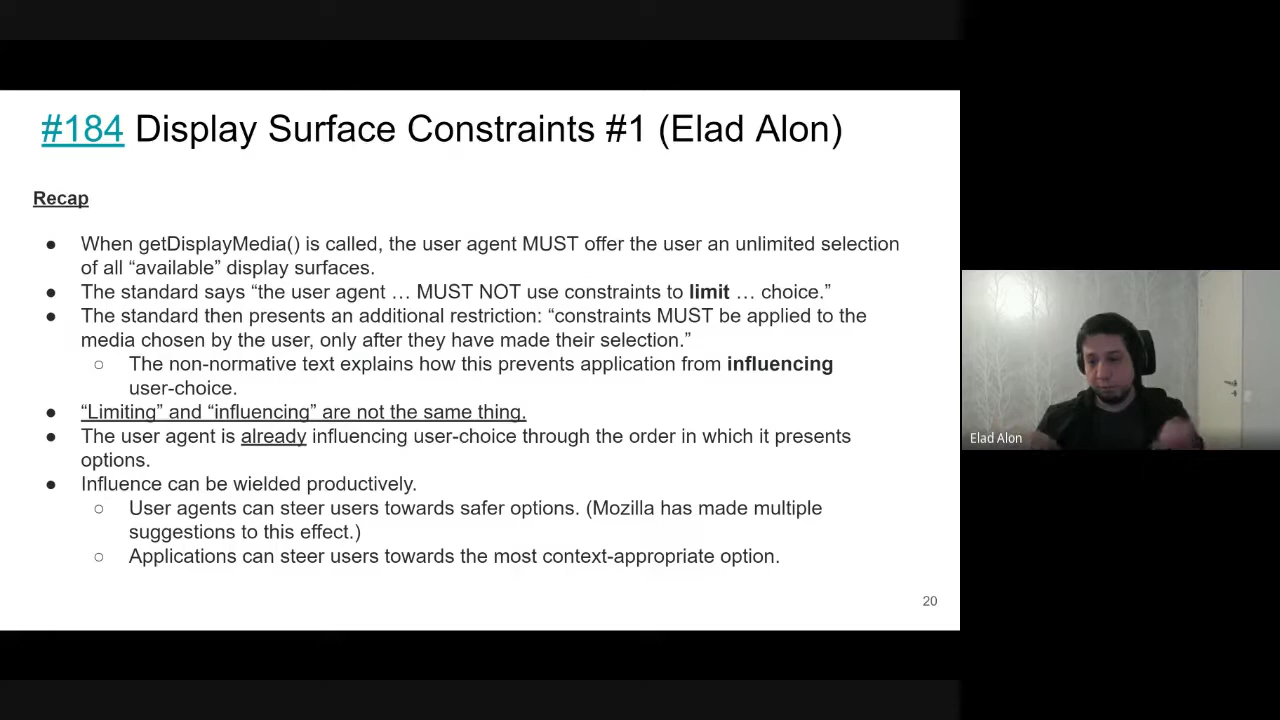 #184 Display Surface Constraints #1 (Elad Alon)
Recap
● When getDisplayMedia() is called, the user agent MUST offer the user an unlimited selection
of all “available” display surfaces.
● The standard says “the user agent … MUST NOT use constraints to limit … choice.”
● The standard then presents an additional restriction: “constraints MUST be applied to the
media chosen by the user, only after they have made their selection.”
○ The non-normative text explains how this prevents application from influencing
user-choice.
● “Limiting” and “influencing” are not the same thing.
● The user agent is already influencing user-choice through the order in which it presents
options.
● Influence can be wielded productively.
○ User agents can steer users towards safer options. (Mozilla has made multiple
suggestions to this effect.)
○ Applications can steer users towards the most context-appropriate option.
20
Elad Alon